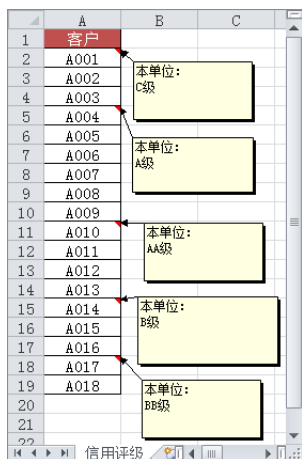 A B C
1 客户
2 A001
3 A002
4 A003
5 A004
6 A005
7 A006
8 A007
9 A008
10 A009
11 A010
12 A011
13 A012
14 A013
15 A014
16 A015
17 A016
18 A017
19 A018
20
21
22
本单位:
C级
本单位:
A级
本单位:
AA级
本单位:
B级
本单位:
BB级
信用评级